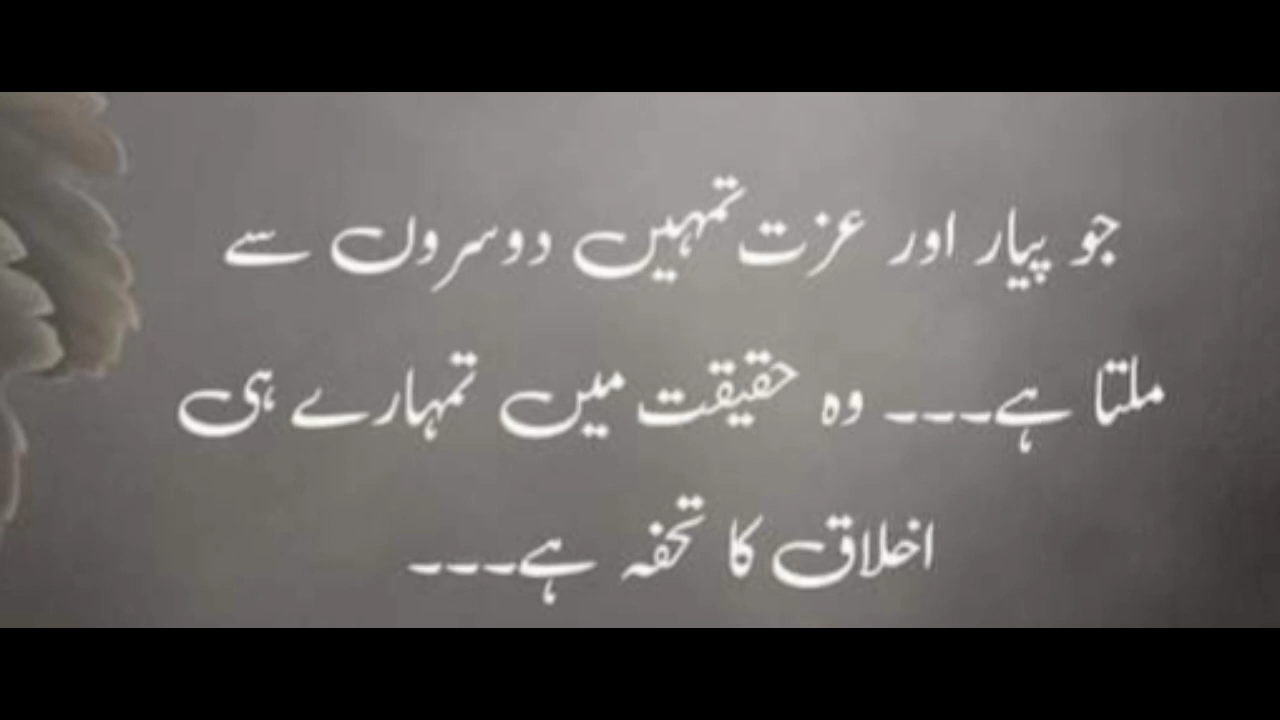 جو پیار اور عزت تمہیں دوسروں سے
ملتا ہے۔۔۔ وہ حقیقت میں تمہارے ہی
اخلاق کا تحفہ ہے۔۔۔